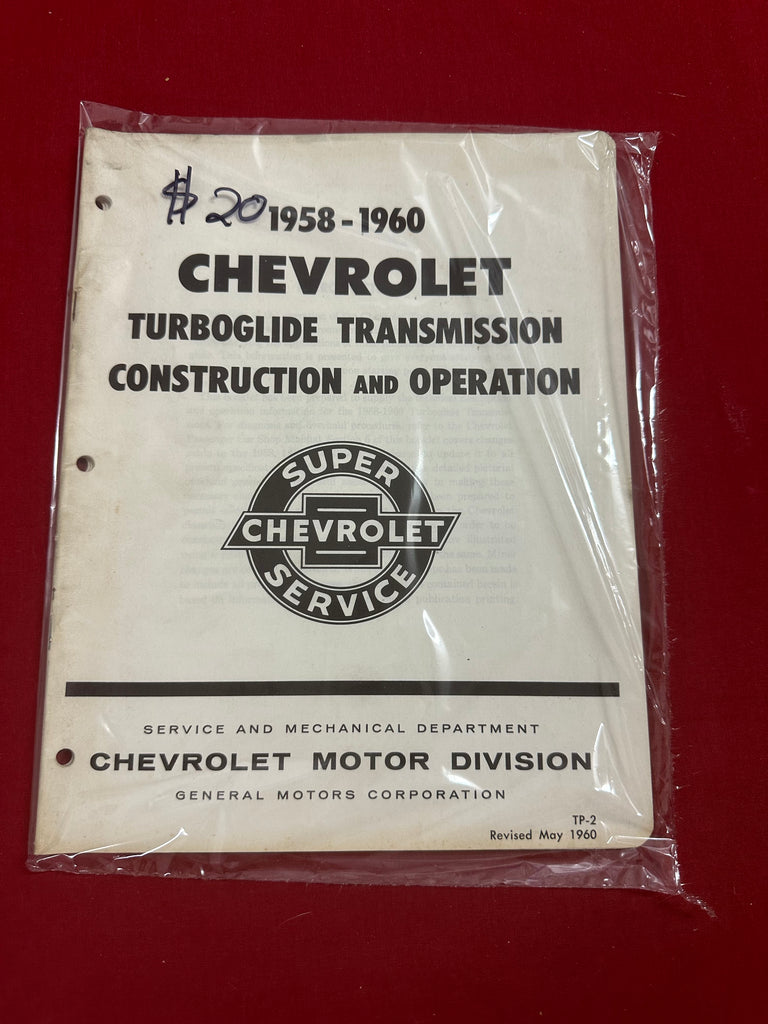 $20 1958-1960
CHEVROLET
TURBOGLIDE TRANSMISSION
CONSTRUCTION AND OPERATION
SUPER
CHEVROLET
SERVICE
SERVICE AND MECHANICAL DEPARTMENT
CHEVROLET MOTOR DIVISION
GENERAL MOTORS CORPORATION
TP-2
Revised May 1960